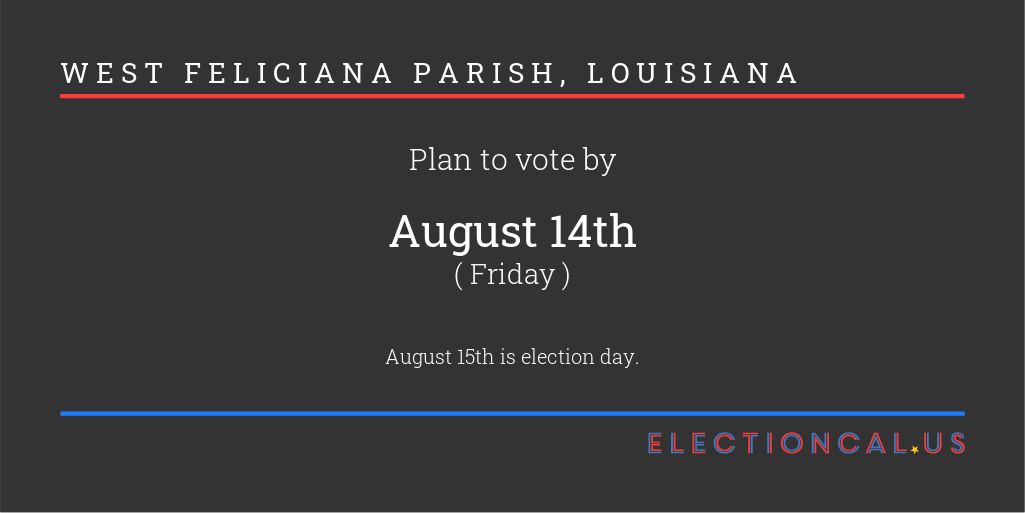 WEST FELICIANA PARISH, LOUISIANA
Plan to vote by
August 14th
( Friday )
August 15th is election day.
ELECTIONCAL.US